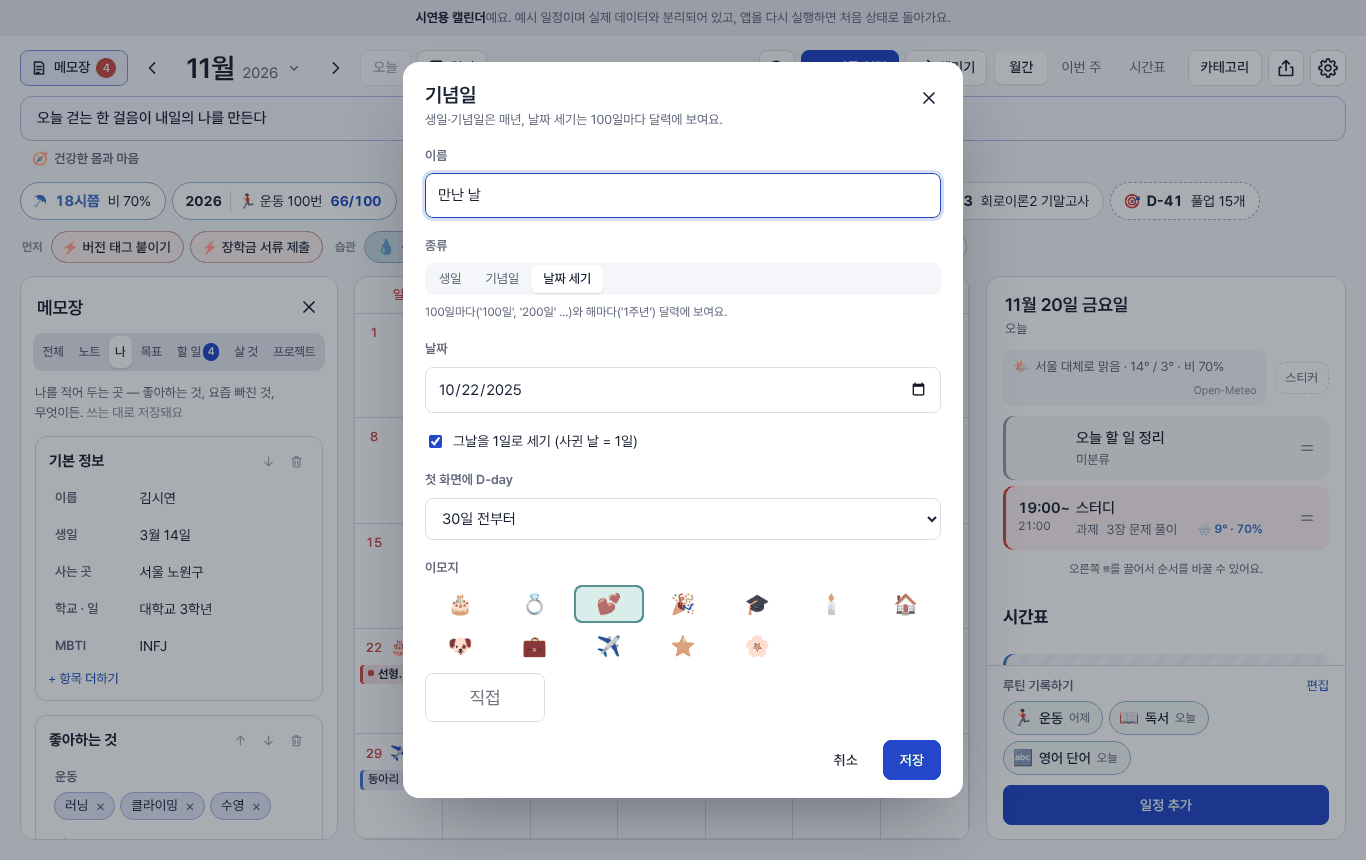 시연용 캘린더예요. 예시 일정이며 실제 데이터와 분리되어 있고, 앱을 다시 실행하면 처음 상태로 돌아가요.
메모장 4
11월 2026
오늘
월간
이번 주
시간표
카테고리
오늘 걷는 한 걸음이 내일의 나를 만든다
건강한 몸과 마음
18시쯤 비 70%
2026 운동 100번 66/100
3 회로이론2 기말고사
D-41 풀업 15개
먼저
버전 태그 붙이기
장학금 서류 제출
습관
메모장
전체 노트 나 목표 할 일 4 살 것 프로젝트
나를 적어 두는 곳 — 좋아하는 것, 요즘 빠진 것,
무엇이든. 쓰는 대로 저장돼요
기본 정보
이름 김시연
생일 3월 14일
사는 곳 서울 노원구
학교 · 일 대학교 3학년
MBTI INFJ
+ 항목 더하기
좋아하는 것
운동
러닝 ×
클라이밍 ×
수영 ×
일
1
8
15
22
선형.
29
동아리
기념일
생일·기념일은 매년, 날짜 세기는 100일마다 달력에 보여요.
이름
만난 날
종류
생일 기념일 날짜 세기
100일마다('100일', '200일' …)와 해마다('1주년') 달력에 보여요.
날짜
10/22/2025
그날을 1일로 세기 (사귄 날 = 1일)
첫 화면에 D-day
30일 전부터
이모지
직접
취소
저장
11월 20일 금요일
오늘
서울 대체로 맑음 · 14° / 3° · 비 70%
Open-Meteo
스티커
오늘 할 일 정리
미분류
19:00~ 스터디
21:00 과제 3장 문제 풀이 9° · 70%
오른쪽 ≡를 끌어서 순서를 바꿀 수 있어요.
시간표
루틴 기록하기
편집
운동 어제
독서 오늘
영어 단어 오늘
일정 추가